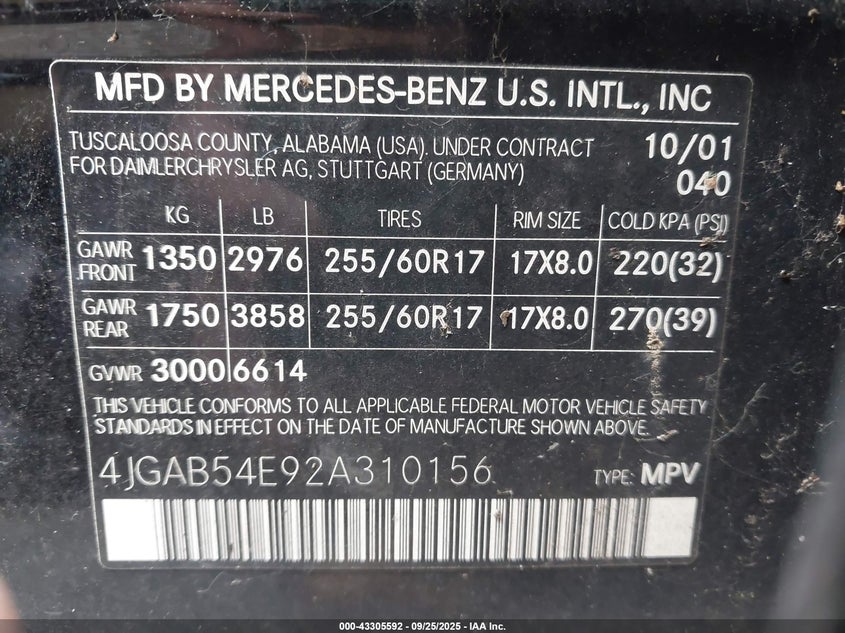 MFD BY MERCEDES-BENZ U.S. INTL., INC
TUSCALOOSA COUNTY, ALABAMA (USA). UNDER CONTRACT 10/01
FOR DAIMLERCHRYSLER AG, STUTTGART (GERMANY) 040
KG LB TIRES RIM SIZE COLD KPA (PSI)
GAWR FRONT 1350 2976 255/60R17 17X8.0 220(32)
GAWR REAR 1750 3858 255/60R17 17X8.0 270(39)
GVWR 3000 6614
THIS VEHICLE CONFORMS TO ALL APPLICABLE FEDERAL MOTOR VEHICLE SAFETY
STANDARDS IN EFFECT ON THE DATE OF MANUFACTURE SHOWN ABOVE.
4JGAB54E92A310156 TYPE: MPV
000-43305592 - 09/25/2025 - IAA Inc.